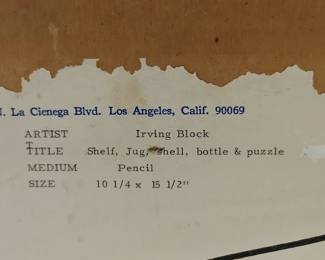 . La Cienega Blvd. Los Angeles, Calif. 90069
ARTIST Irving Block
TITLE Shelf, Jug, shell, bottle & puzzle
MEDIUM Pencil
SIZE 10 1/4 x 15 1/2"